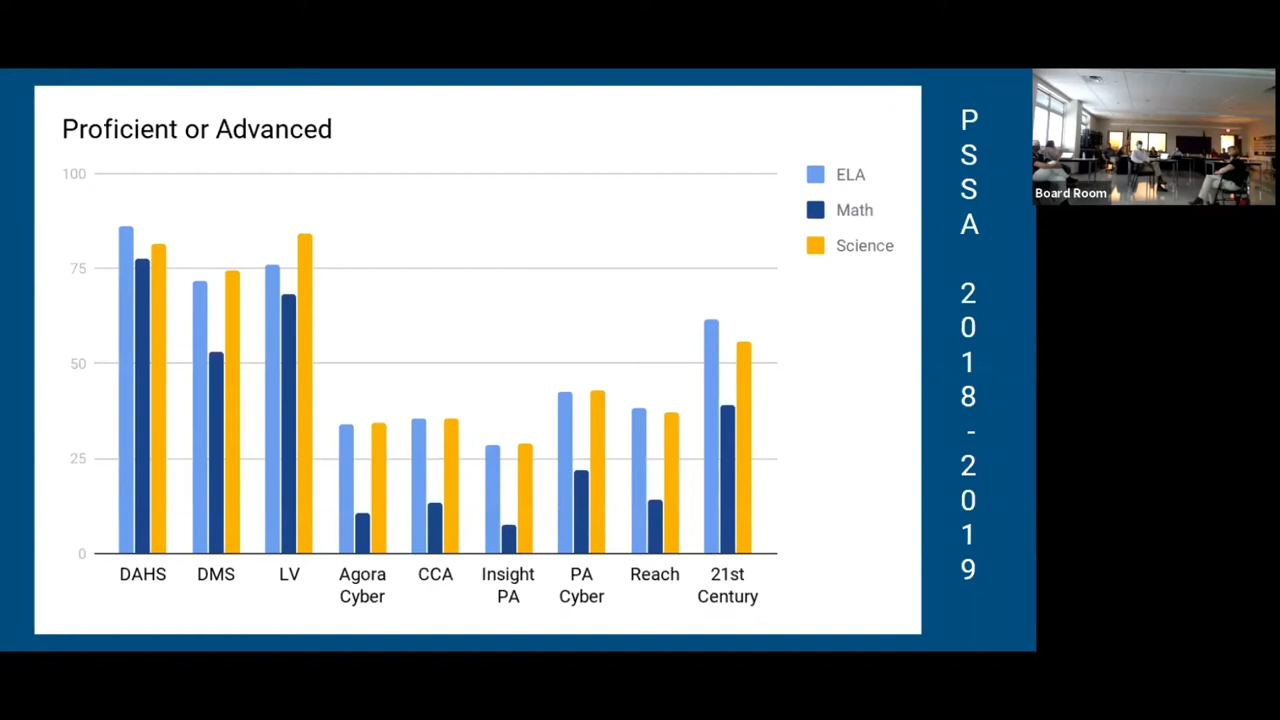 Proficient or Advanced
100
75
50
25
0
ELA
Math
Science
DAHS
DMS
LV
Agora
Cyber
CCA
Insight
PA
PA
Cyber
Reach
21st
Century
P
S
S
A
2
0
1
8
-
2
0
1
9
Board Room